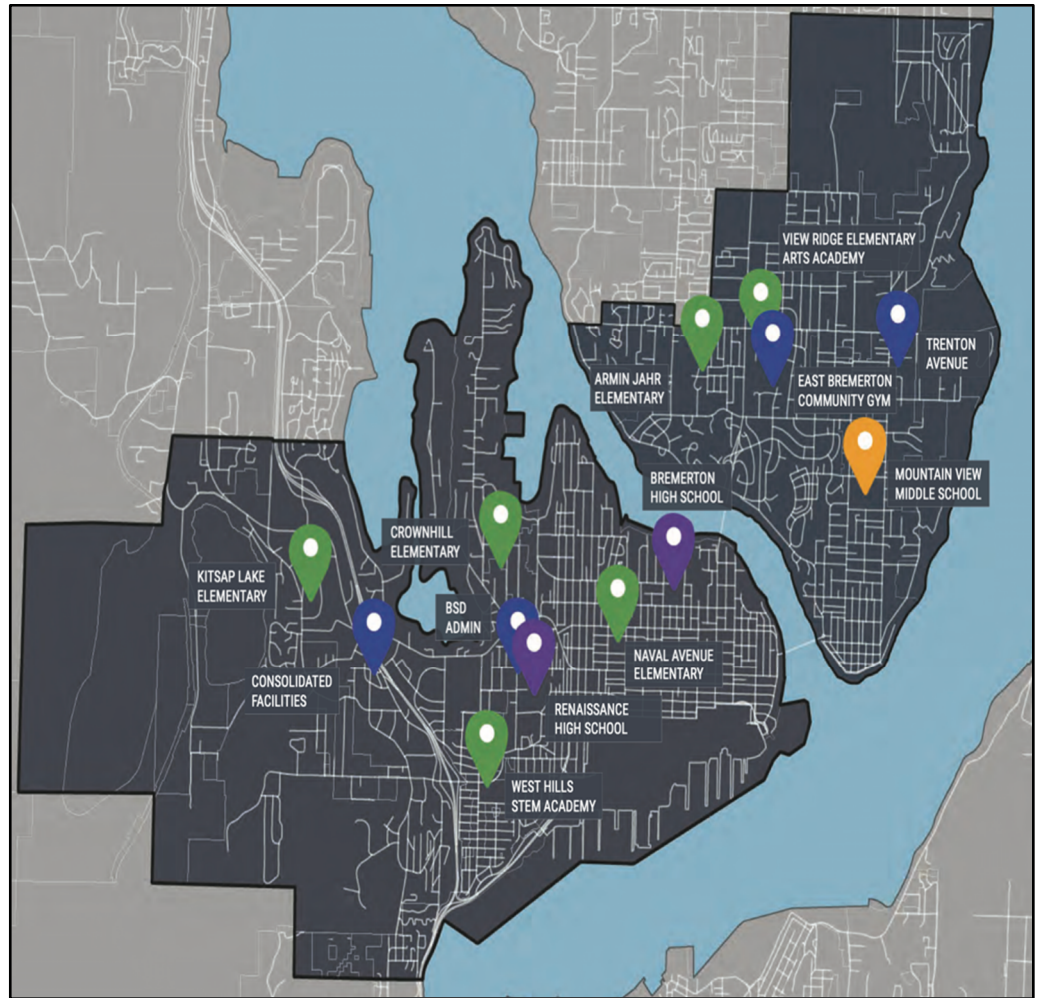 VIEW RIDGE ELEMENTARY
ARTS ACADEMY
TRENTON
AVENUE
ARMIN JAHR
ELEMENTARY
EAST BREMERTON
COMMUNITY GYM
BREMERTON
HIGH SCHOOL
MOUNTAIN VIEW
MIDDLE SCHOOL
CROWNHILL
ELEMENTARY
KITSAP LAKE
ELEMENTARY
BSD
ADMIN
NAVAL AVENUE
ELEMENTARY
CONSOLIDATED
FACILITIES
RENAISSANCE
HIGH SCHOOL
WEST HILLS
STEM ACADEMY